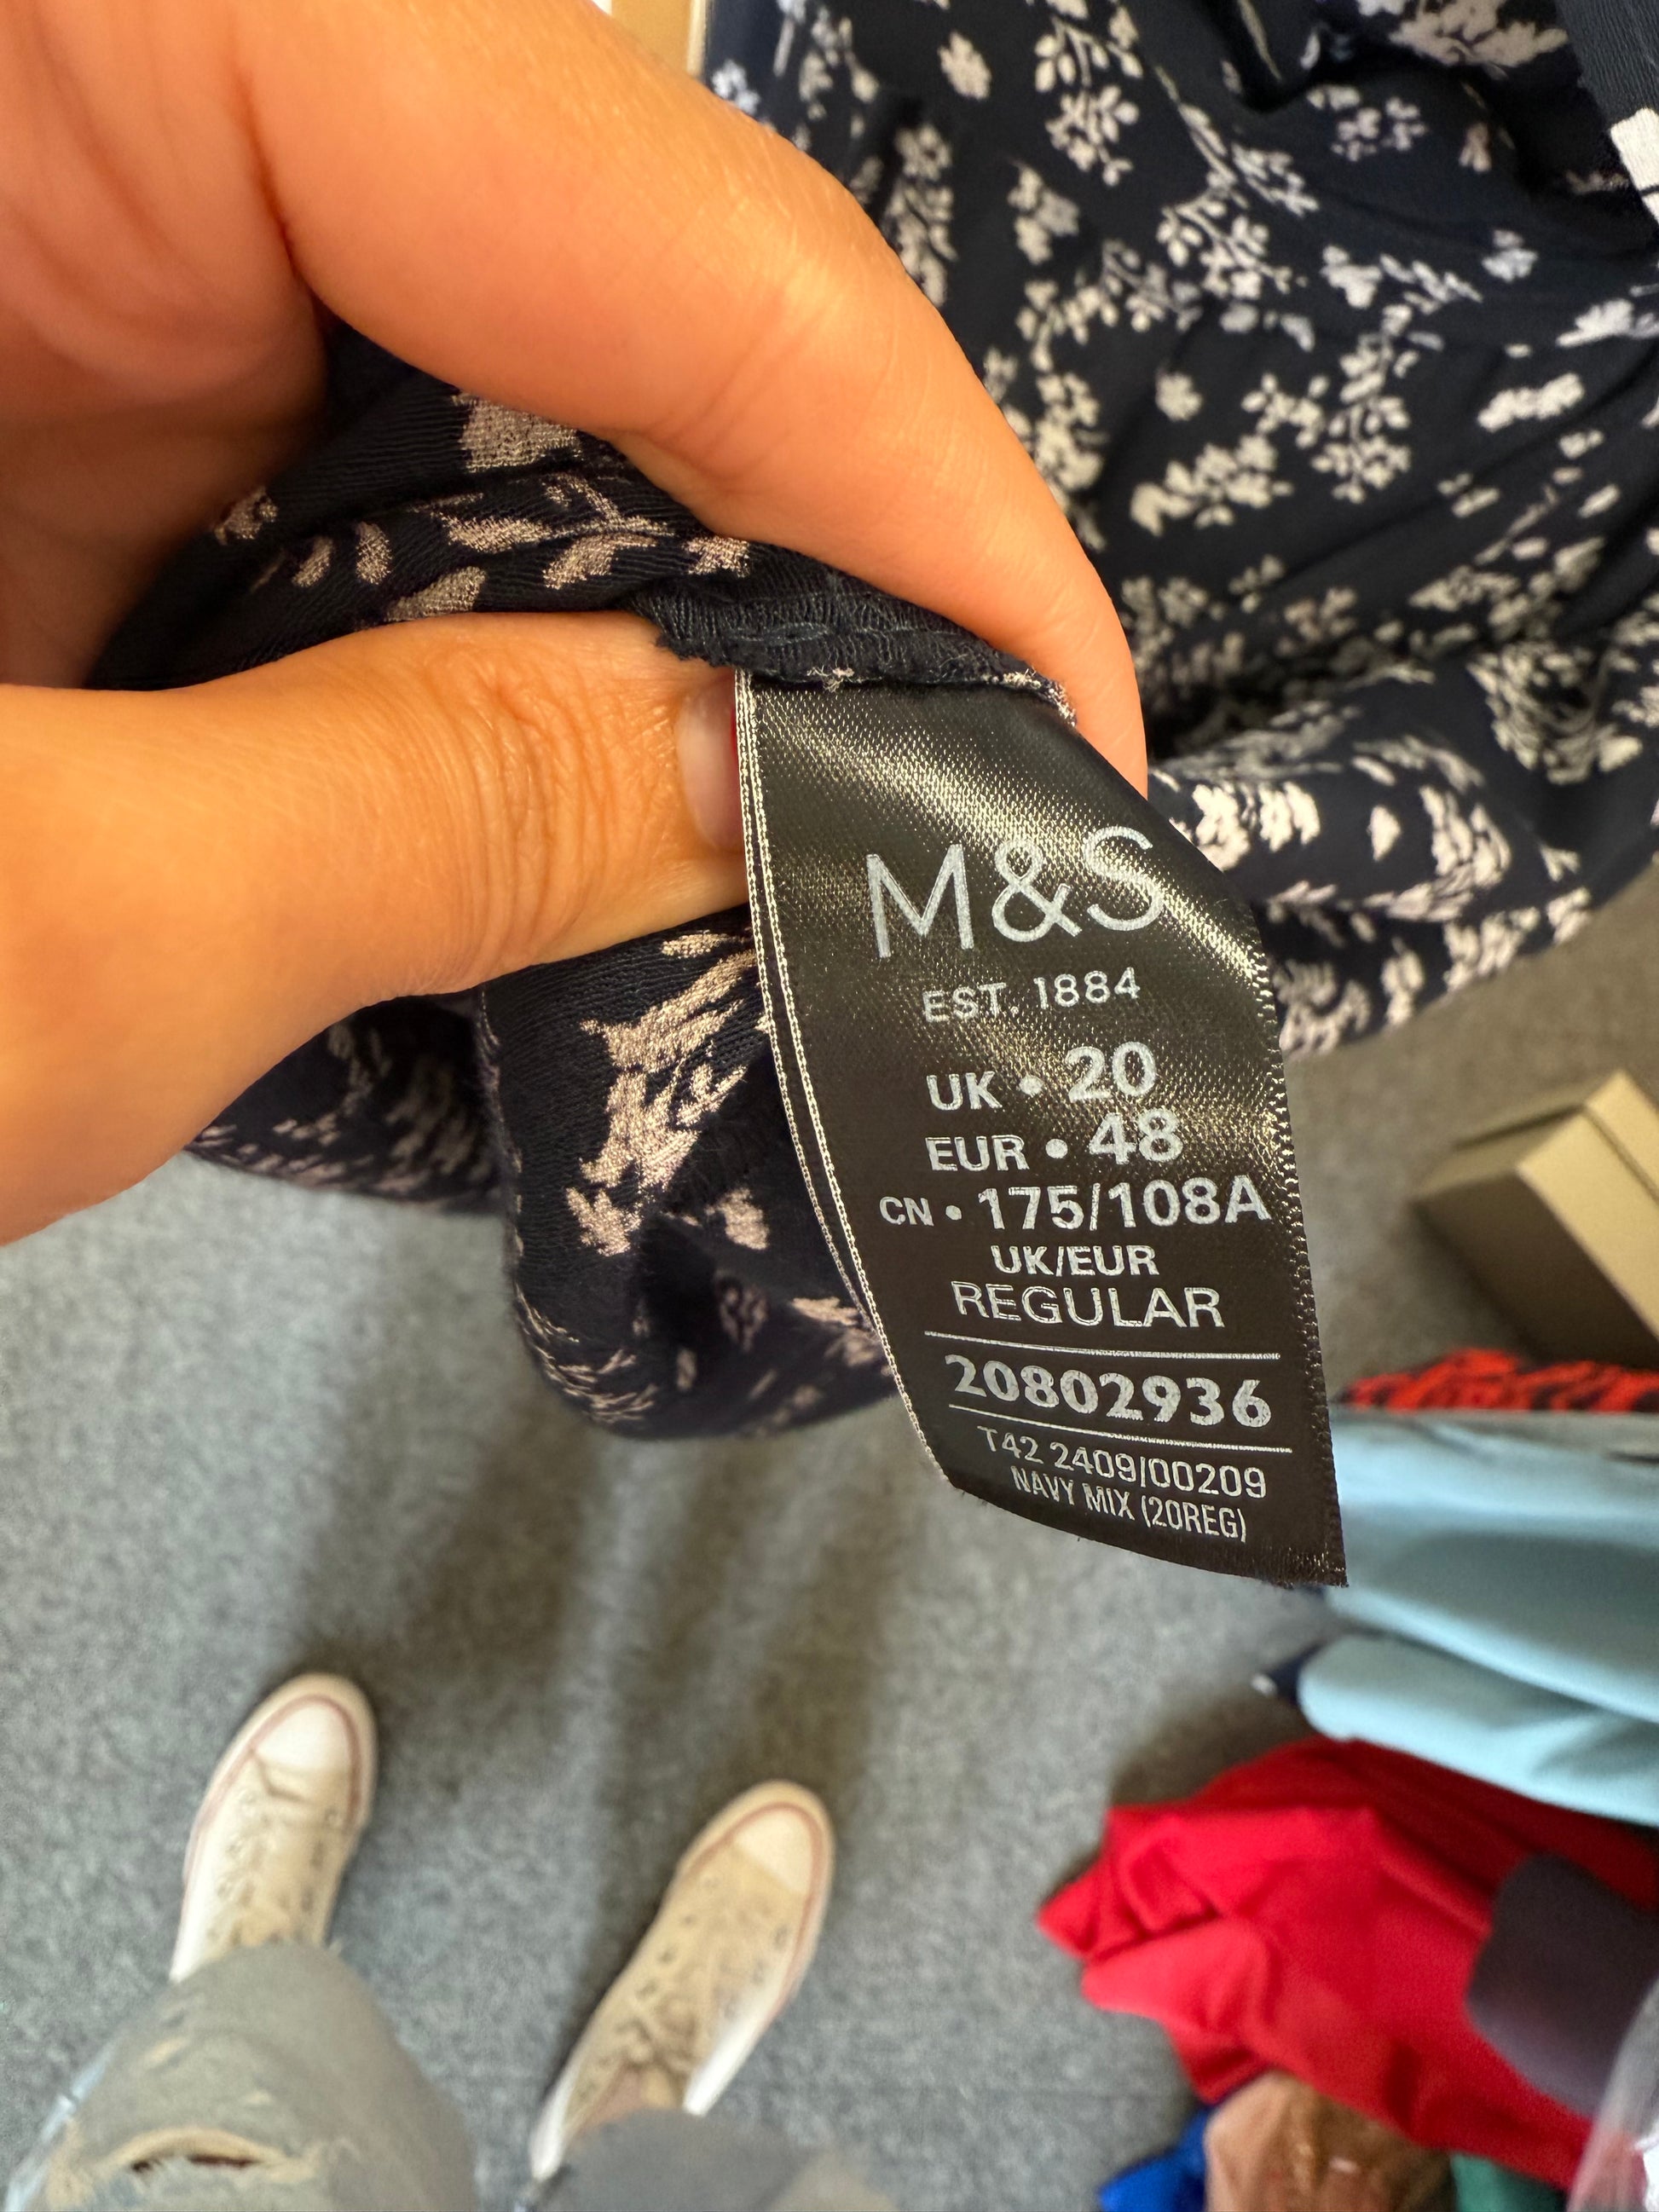 M&S
EST. 1884
UK • 20
EUR • 48
CN • 175/108A
UK/EUR
REGULAR
20802936
T42 2409/00209
NAVY MIX (20REG)